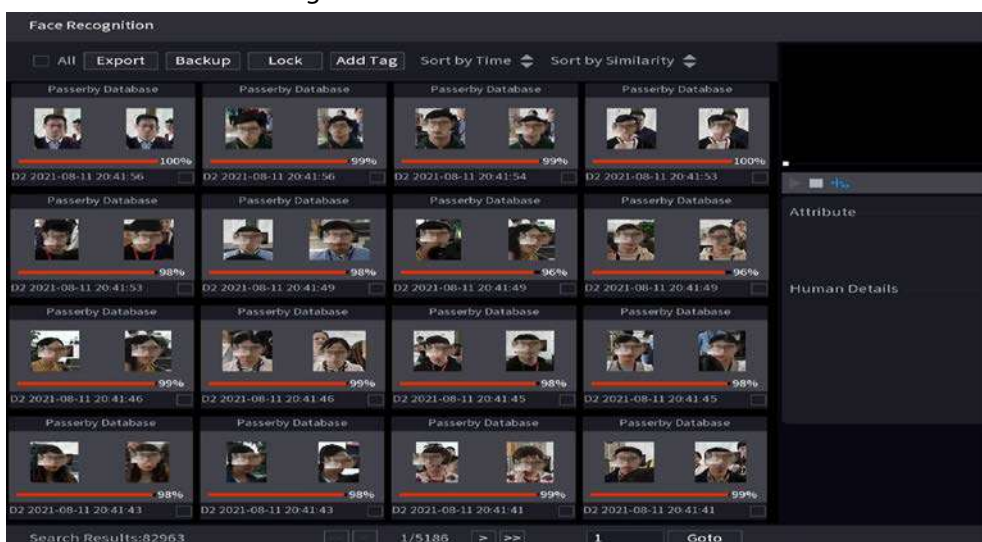 Face Recognition
All Export Backup Lock Add Tag Sort by Time Sort by Similarity
Passerby Database Passerby Database Passerby Database Passerby Database
100% 99% 99% 100%
D2 2021-08-11 20:41:56 D2 2021-08-11 20:41:56 D2 2021-08-11 20:41:54 D2 2021-08-11 20:41:53
Attribute
Passerby Database Passerby Database Passerby Database Passerby Database
98% 98% 96% 96%
D2 2021-08-11 20:41:53 D2 2021-08-11 20:41:49 D2 2021-08-11 20:41:49 D2 2021-08-11 20:41:49
Human Details
Passerby Database Passerby Database Passerby Database Passerby Database
99% 99% 98% 98%
D2 2021-08-11 20:41:46 D2 2021-08-11 20:41:46 D2 2021-08-11 20:41:45 D2 2021-08-11 20:41:45
Passerby Database Passerby Database Passerby Database Passerby Database
98% 98% 99% 99%
D2 2021-08-11 20:41:43 D2 2021-08-11 20:41:43 D2 2021-08-11 20:41:41 D2 2021-08-11 20:41:41
Search Results:82963 1/5186 > >> 1 Goto